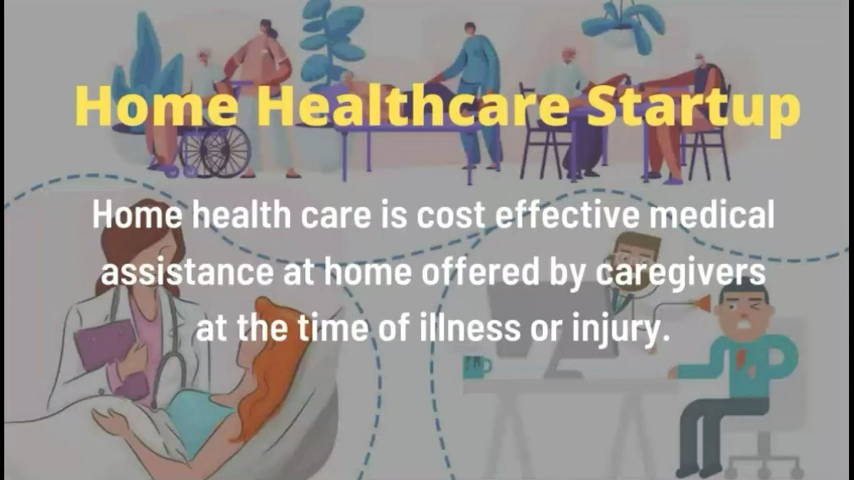 Home Healthcare Startup
Home health care is cost effective medical
assistance at home offered by caregivers
at the time of illness or injury.